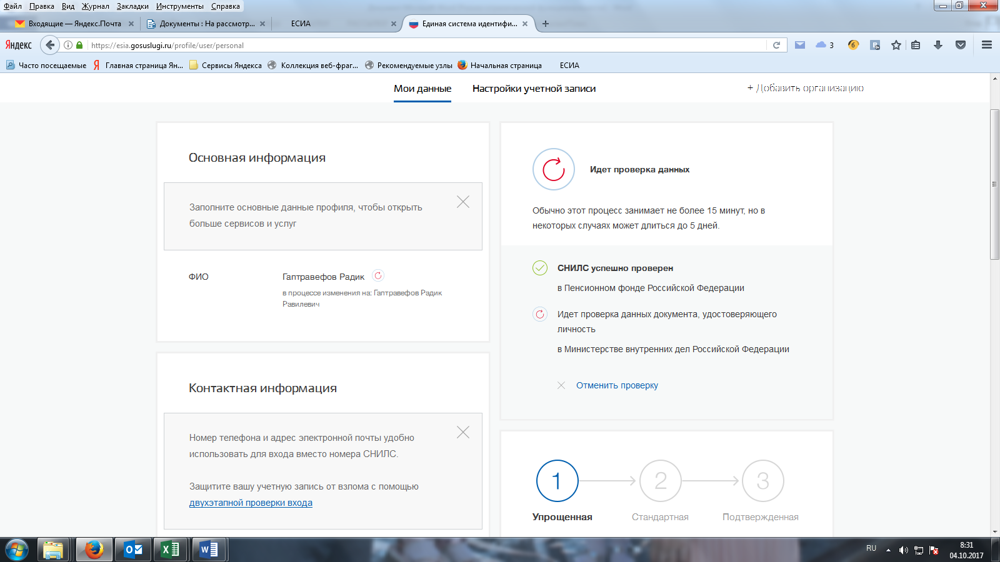 Файл Правка Вид Журнал Закладки Инструменты Справка
Входящие — Яндекс.Почта
Документы : На рассмотр...
ЕСИА
Единая система идентифи...
Яндекс
https://esia.gosuslugi.ru/profile/user/personal
3
6
Часто посещаемые
Главная страница Ян...
Сервисы Яндекса
Коллекция веб-фраг...
Рекомендуемые узлы
Начальная страница
ЕСИА
Мои данные
Настройки учетной записи
+ Добавить организацию
Основная информация
Заполните основные данные профиля, чтобы открыть
больше сервисов и услуг
ФИО
Гаптравефов Радик
в процессе изменения на: Гаптравефов Радик
Равилевич
Контактная информация
Номер телефона и адрес электронной почты удобно
использовать для входа вместо номера СНИЛС.
Защитите вашу учетную запись от взлома с помощью
двухэтапной проверки входа
Идет проверка данных
Обычно этот процесс занимает не более 15 минут, но в
некоторых случаях может длиться до 5 дней.
СНИЛС успешно проверен
в Пенсионном фонде Российской Федерации
Идет проверка данных документа, удостоверяющего
личность
в Министерстве внутренних дел Российской Федерации
Отменить проверку
1 2 3
Упрощенная Стандартная Подтвержденная
RU
8:31
04.10.2017